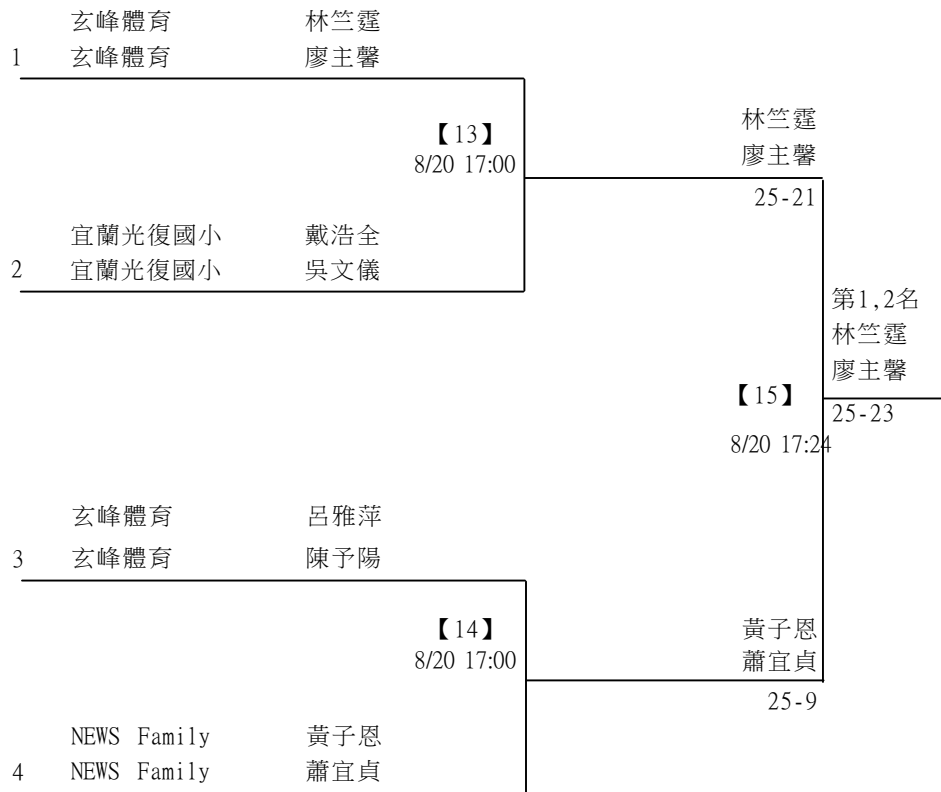 玄峰體育 林竺霆
1 玄峰體育 廖主馨
【13】
8/20 17:00
林竺霆
廖主馨
25-21
宜蘭光復國小 戴浩全
2 宜蘭光復國小 吳文儀
第1,2名
林竺霆
廖主馨
【15】
25-23
8/20 17:24
玄峰體育 呂雅萍
3 玄峰體育 陳予陽
【14】
8/20 17:00
黃子恩
蕭宜貞
25-9
NEWS Family 黃子恩
4 NEWS Family 蕭宜貞